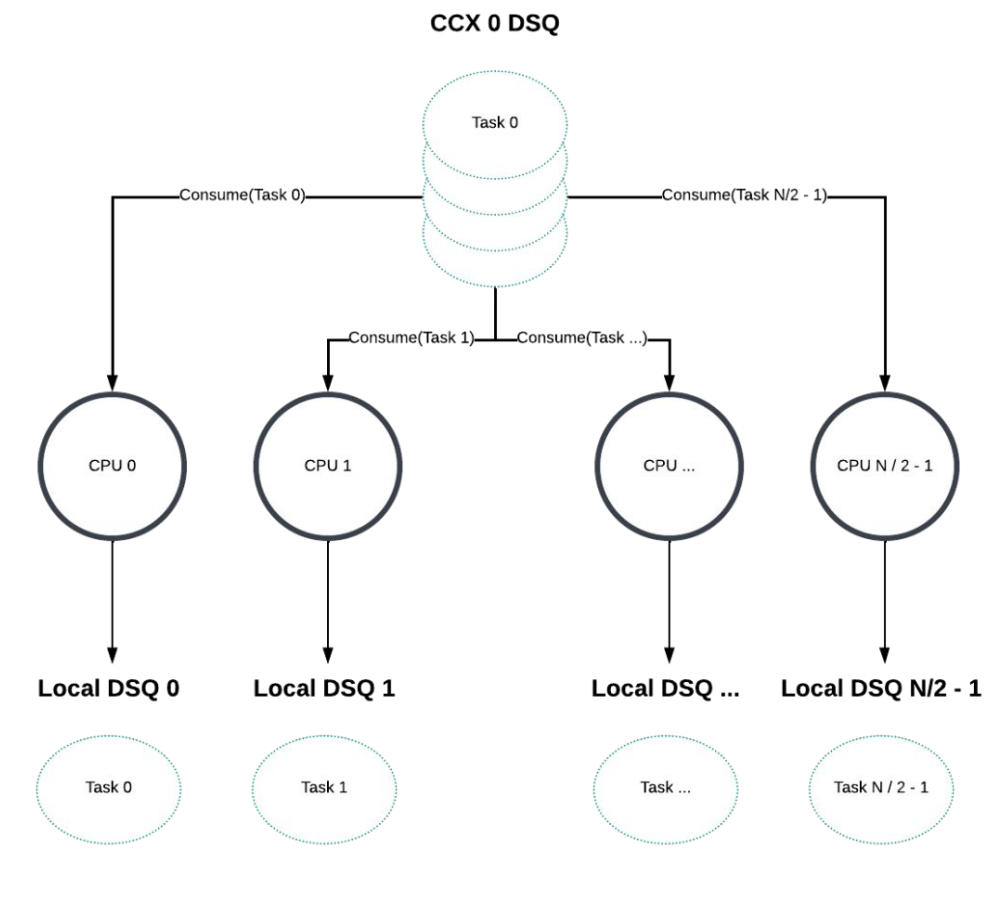 CCX 0 DSQ
Task 0
Consume(Task 0)
Consume(Task N/2 - 1)
Consume(Task 1)
Consume(Task ...)
CPU 0
CPU 1
CPU ...
CPU N / 2 - 1
Local DSQ 0
Local DSQ 1
Local DSQ ...
Local DSQ N/2 - 1
Task 0
Task 1
Task ...
Task N / 2 - 1